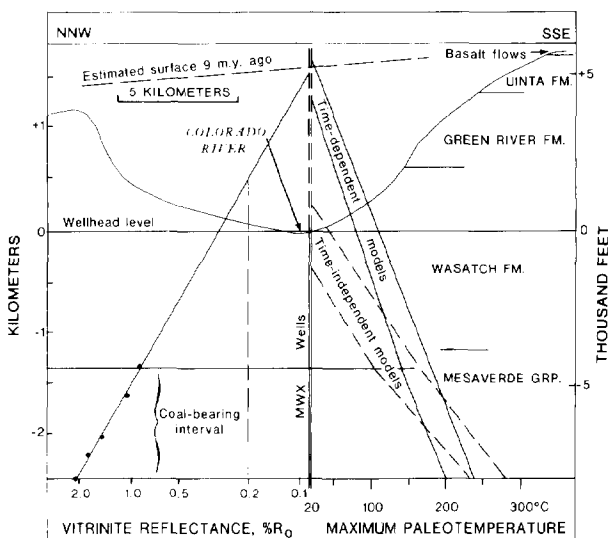 NNW
SSE
Estimated surface 9 m.y. ago
Basalt flows
+5
UINTA FM.
5 KILOMETERS
+1
COLORADO
RIVER
GREEN RIVER FM.
Time-dependent
models
Wellhead level
0
0
KILOMETERS
THOUSAND FEET
Time-independent models
WASATCH FM.
Wells
-1
MESAVERDE GRP.
5
MWX
Coal-bearing
interval
-2
2.0
1.0
0.5
0.2
0.1
20
100
200
300°C
VITRINITE REFLECTANCE, %Ro
MAXIMUM PALEOTEMPERATURE